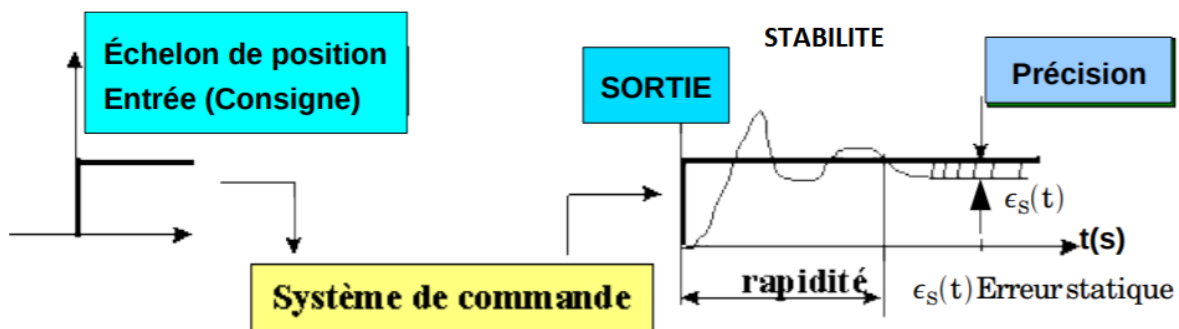 Échelon de position
Entrée (Consigne)
STABILITE
SORTIE
Précision
ϵs(t)
t(s)
Système de commande
rapidité
ϵs(t) Erreur statique